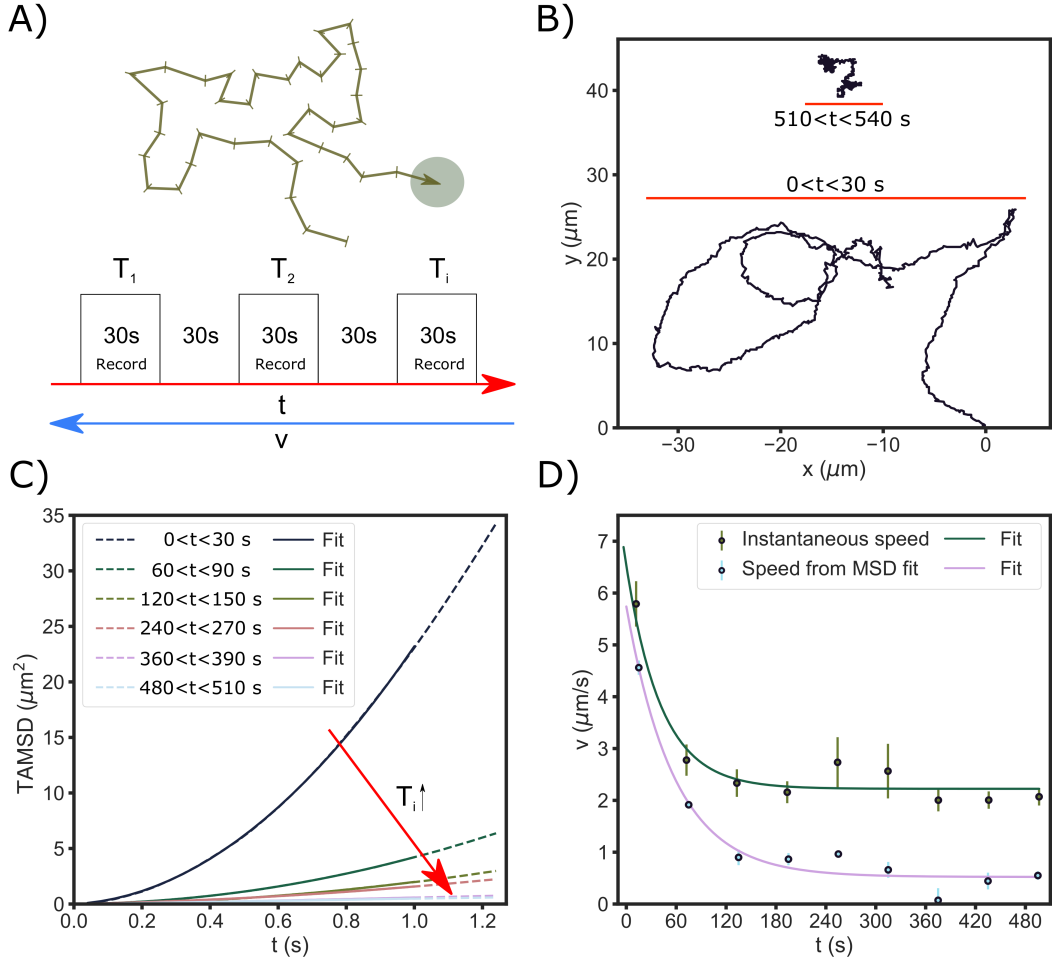 A)
T1 T2 Ti
30s 30s 30s 30s 30s
Record Record Record
t
v
B)
40
30
20
10
0
y (μm)
510<t<540 s
0<t<30 s
−30 −20 −10 0
x (μm)
C)
35
30
25
20
15
10
5
0
TAMSD (μm²)
0<t<30 s Fit
60<t<90 s Fit
120<t<150 s Fit
240<t<270 s Fit
360<t<390 s Fit
480<t<510 s Fit
Ti↑
0.0 0.2 0.4 0.6 0.8 1.0 1.2
t (s)
D)
7
6
5
4
3
2
1
0
v (μm/s)
Instantaneous speed Fit
Speed from MSD fit Fit
0 60 120 180 240 300 360 420 480
t (s)